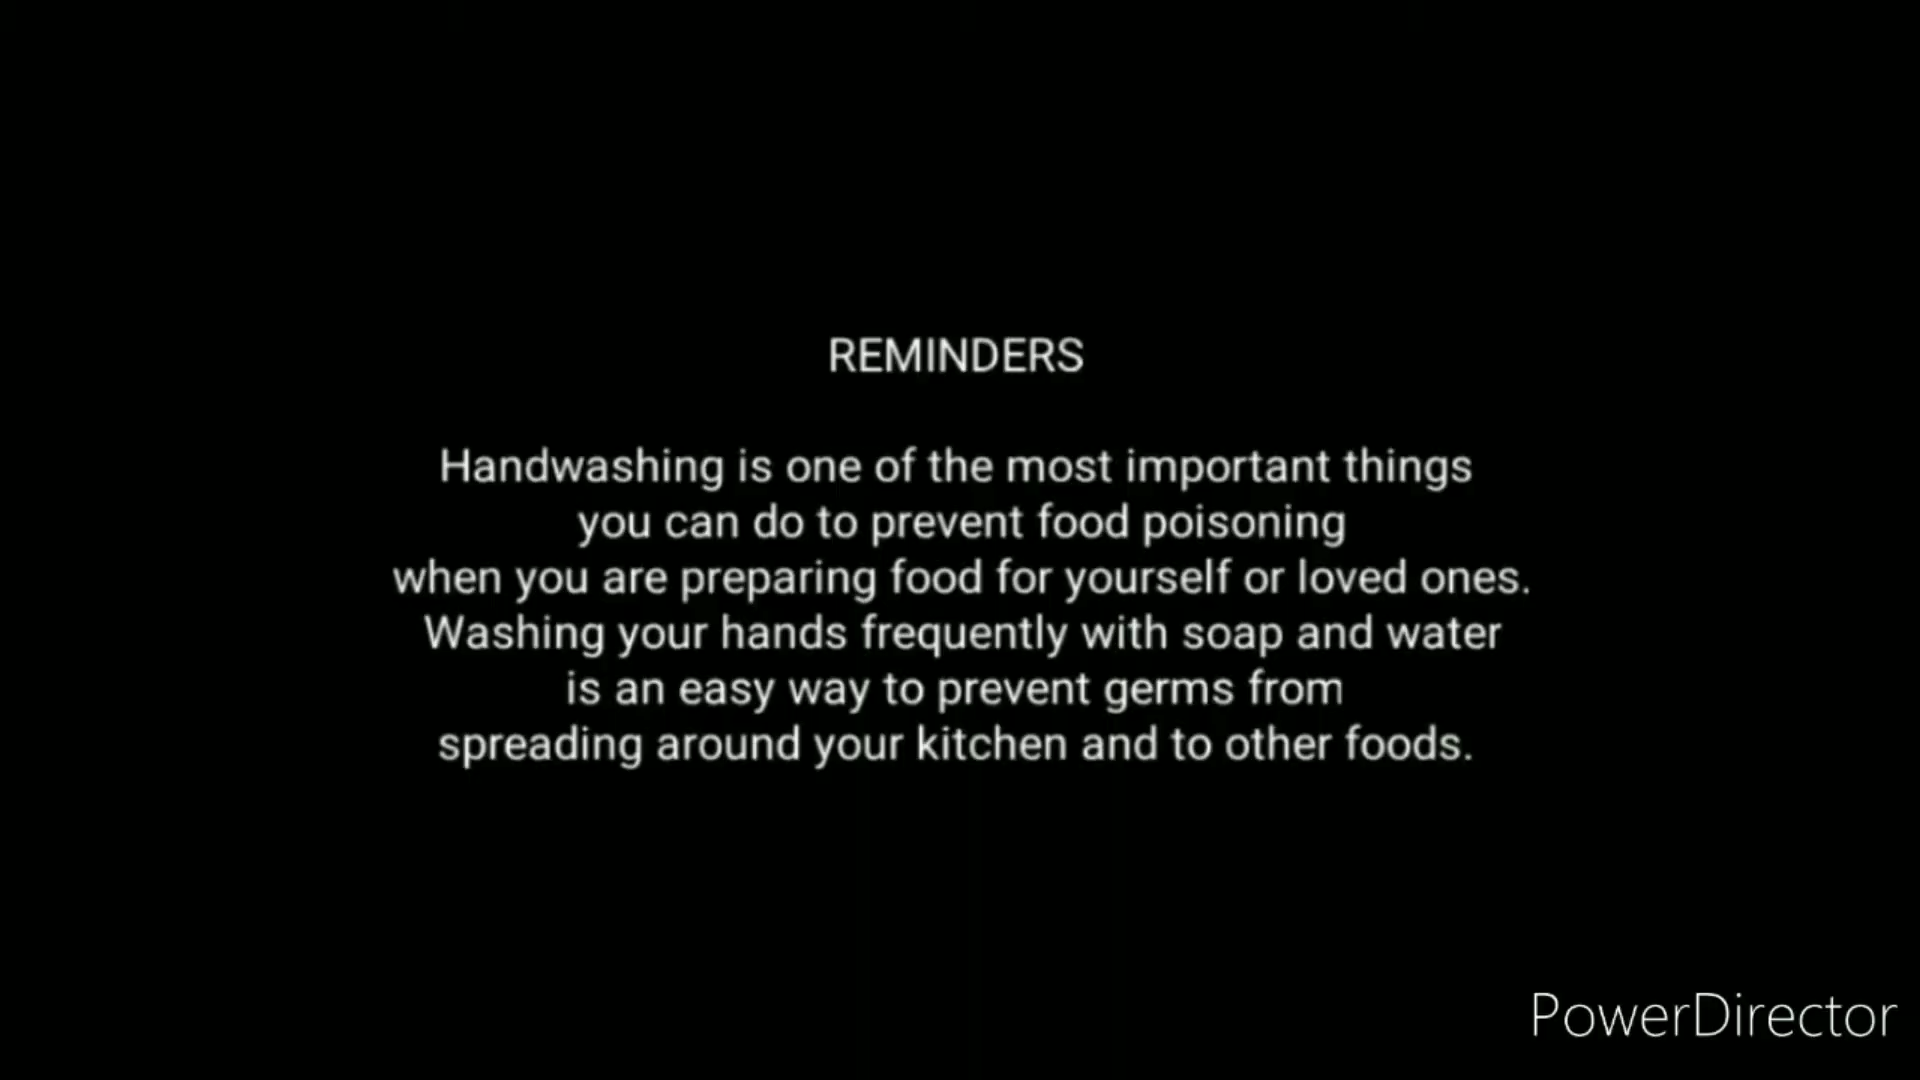 REMINDERS
Handwashing is one of the most important things
you can do to prevent food poisoning
when you are preparing food for yourself or loved ones.
Washing your hands frequently with soap and water
is an easy way to prevent germs from
spreading around your kitchen and to other foods.
PowerDirector